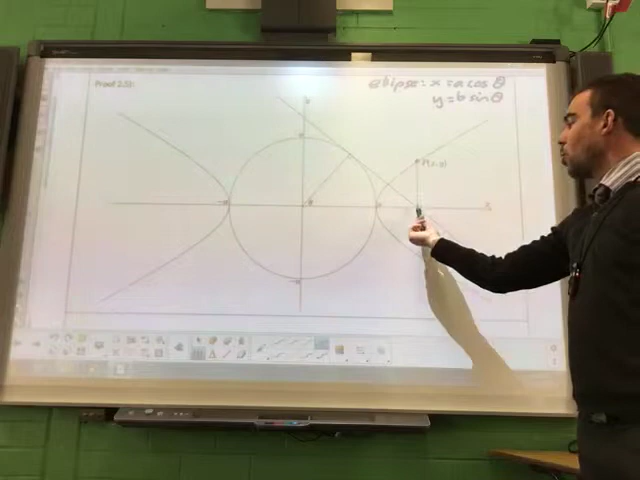 Proof 2.5):
ellipse: x = a cos θ
y = b sin θ
P(x, y)